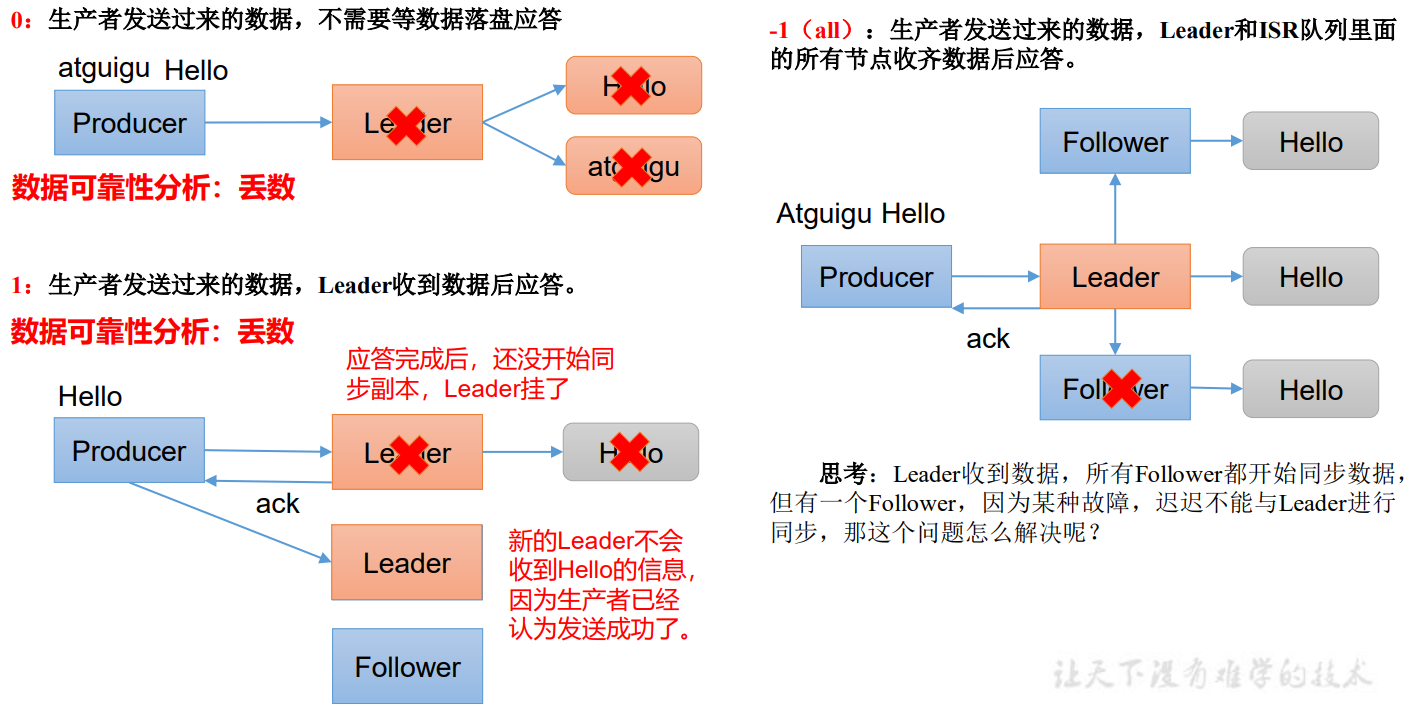 0：生产者发送过来的数据，不需要等数据落盘应答
atguigu Hello
Producer
Leader
Hello
atguigu
数据可靠性分析：丢数
1：生产者发送过来的数据，Leader收到数据后应答。
数据可靠性分析：丢数
应答完成后，还没开始同
步副本，Leader挂了
Hello
Producer
Leader
Hello
ack
Leader
新的Leader不会
收到Hello的信息，
因为生产者已经
认为发送成功了。
Follower
-1（all）：生产者发送过来的数据，Leader和ISR队列里面
的所有节点收齐数据后应答。
Follower
Hello
Atguigu Hello
Producer
Leader
Hello
ack
Follower
Hello
思考：Leader收到数据，所有Follower都开始同步数据，
但有一个Follower，因为某种故障，迟迟不能与Leader进行
同步，那这个问题怎么解决呢？
让天下没有难学的技术